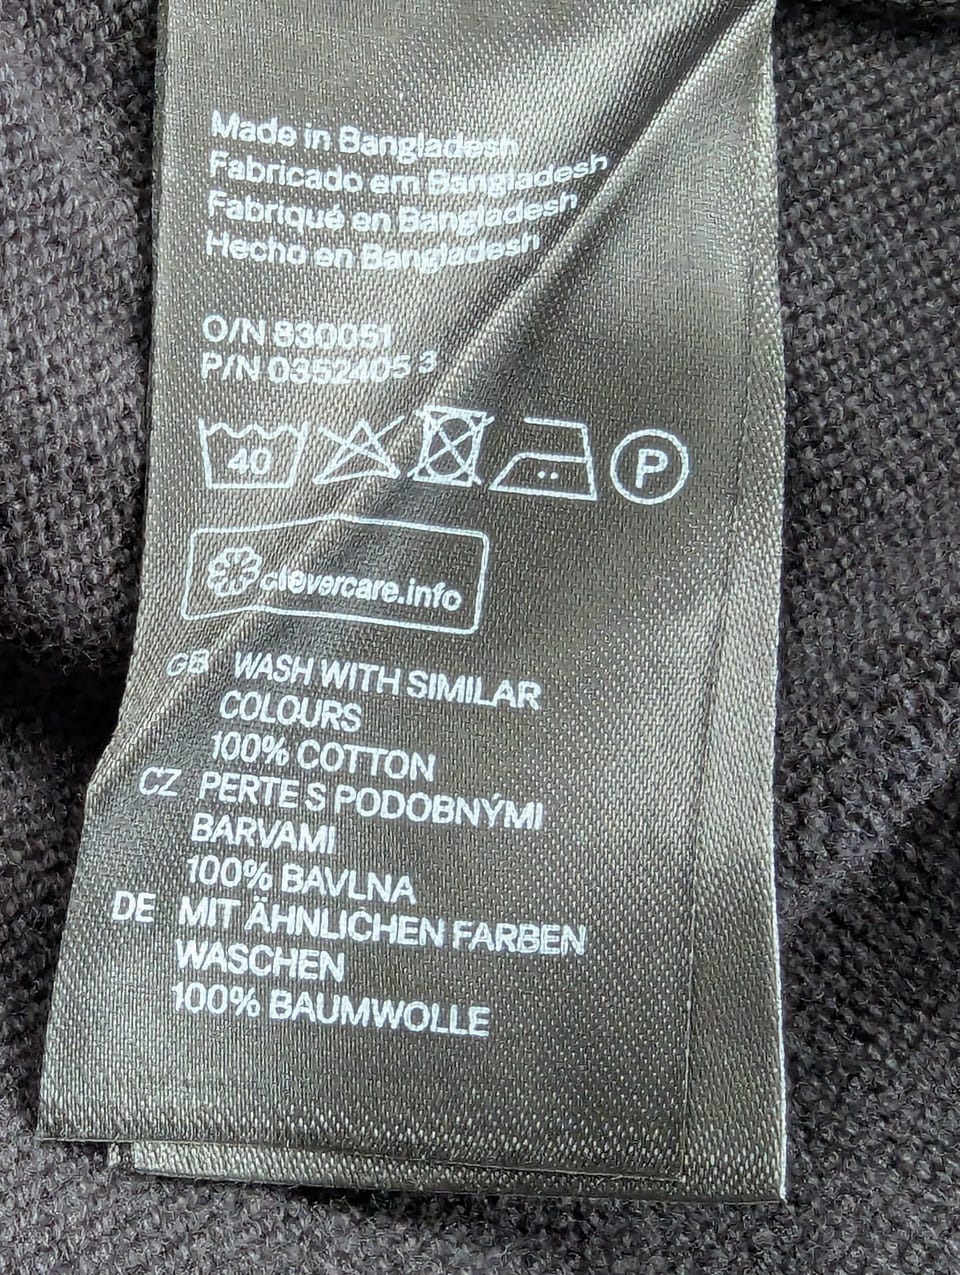 Made in Bangladesh
Fabricado em Bangladesh
Fabriqué en Bangladesh
Hecho en Bangladesh
O/N 830051
P/N 0352405 3
40 P
clevercare.info
GB WASH WITH SIMILAR
COLOURS
100% COTTON
CZ PERTE S PODOBNÝMI
BARVAMI
100% BAVLNA
DE MIT ÄHNLICHEN FARBEN
WASCHEN
100% BAUMWOLLE